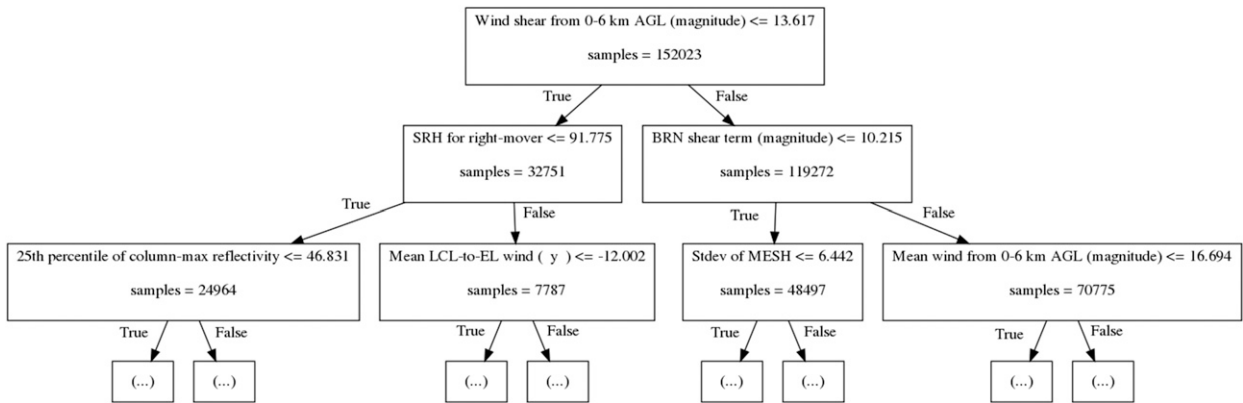 Wind shear from 0-6 km AGL (magnitude) <= 13.617
samples = 152023
True
False
SRH for right-mover <= 91.775
samples = 32751
BRN shear term (magnitude) <= 10.215
samples = 119272
True
False
True
False
25th percentile of column-max reflectivity <= 46.831
samples = 24964
Mean LCL-to-EL wind ( y ) <= -12.002
samples = 7787
Stdev of MESH <= 6.442
samples = 48497
Mean wind from 0-6 km AGL (magnitude) <= 16.694
samples = 70775
True
False
True
False
True
False
True
False
(...)
(...)
(...)
(...)
(...)
(...)
(...)
(...)